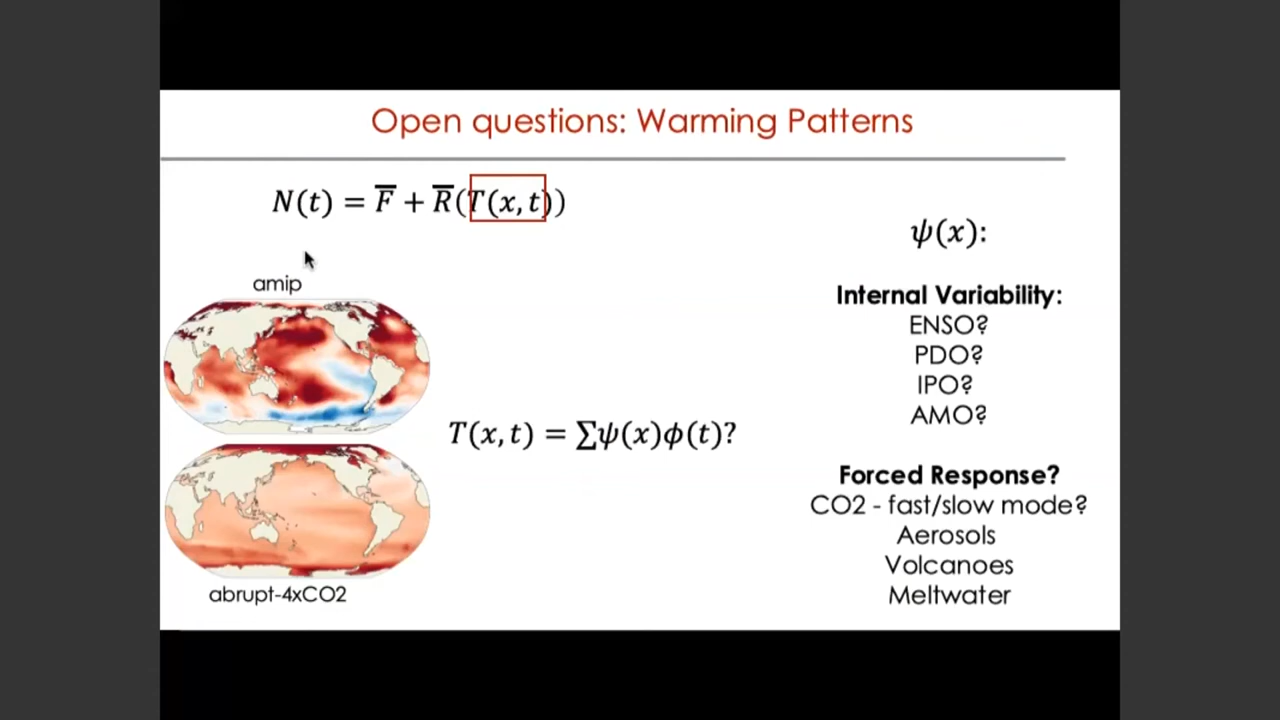 Open questions: Warming Patterns
N(t) = F̅ + R̅(T(x, t))
amip
T(x, t) = ∑ψ(x)ϕ(t)?
abrupt-4xCO2
ψ(x):
Internal Variability:
ENSO?
PDO?
IPO?
AMO?
Forced Response?
CO2 - fast/slow mode?
Aerosols
Volcanoes
Meltwater